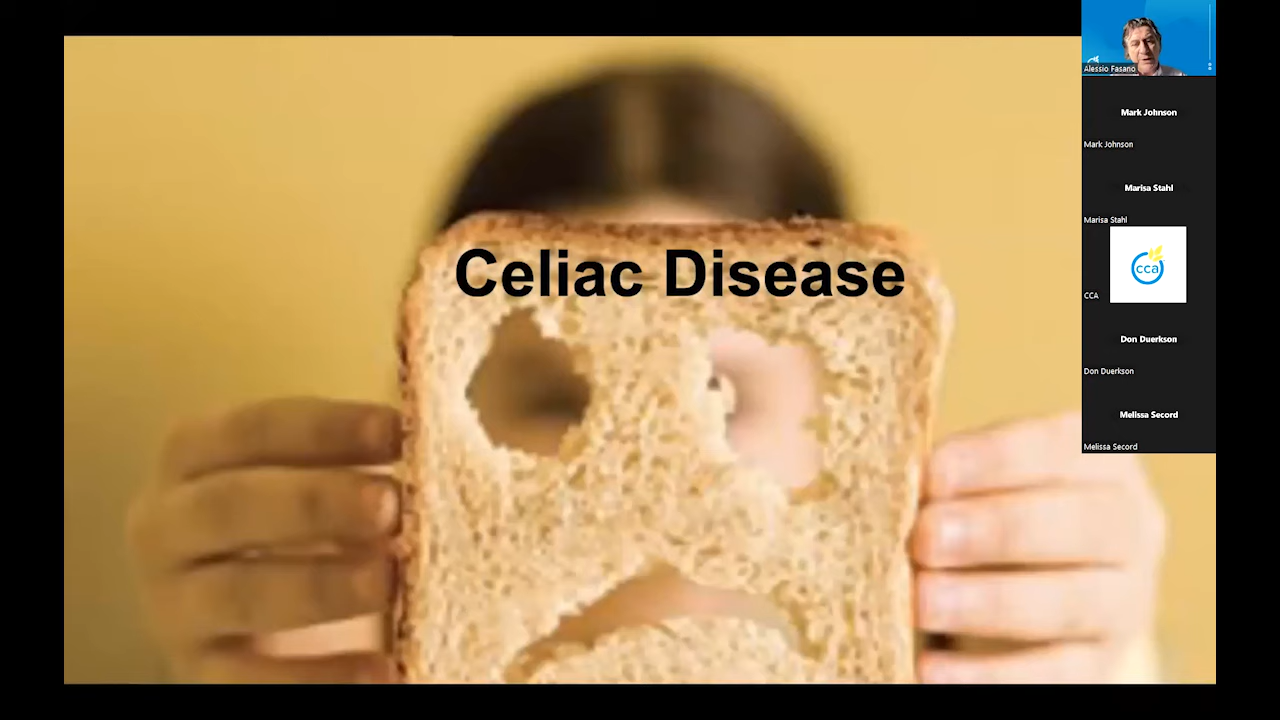 Celiac Disease
Alessio Fasano
Mark Johnson
Mark Johnson
Marisa Stahl
Marisa Stahl
cca
CCA
Don Duerkson
Don Duerkson
Melissa Secord
Melissa Secord